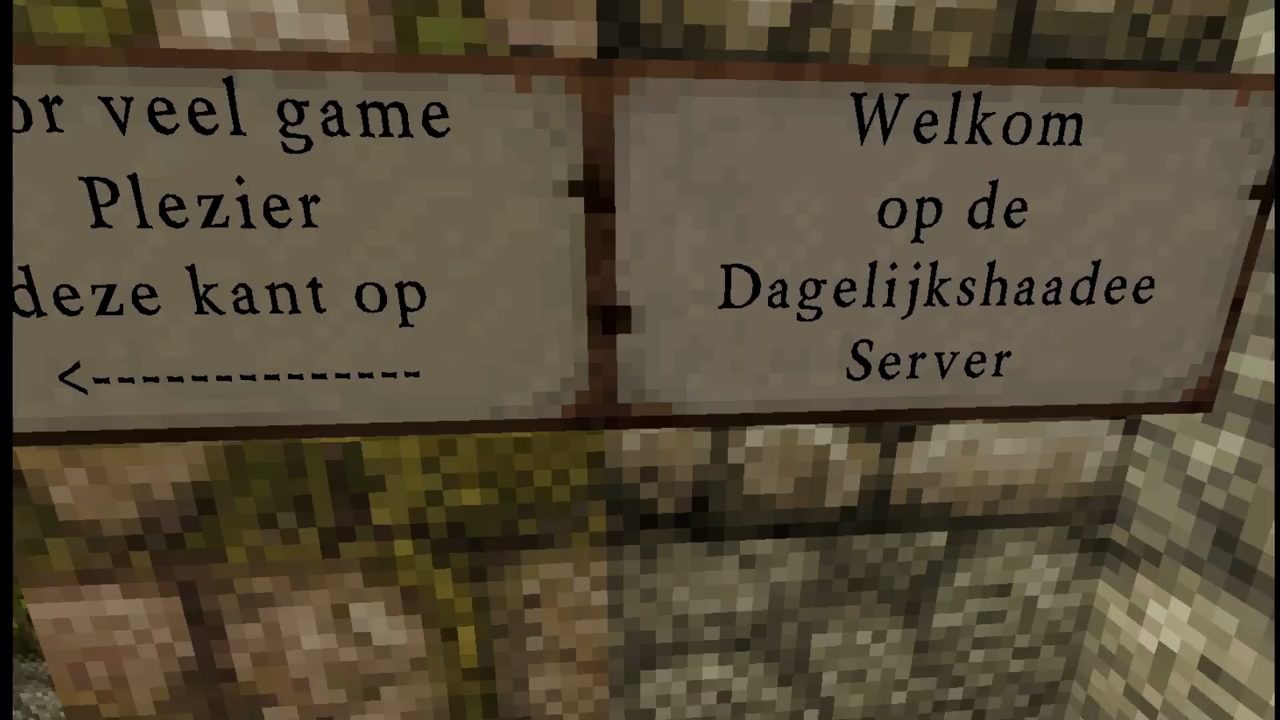 veel game
Plezier
deze kant op
<--------------
Welkom
op de
Dagelijkshaadee
Server